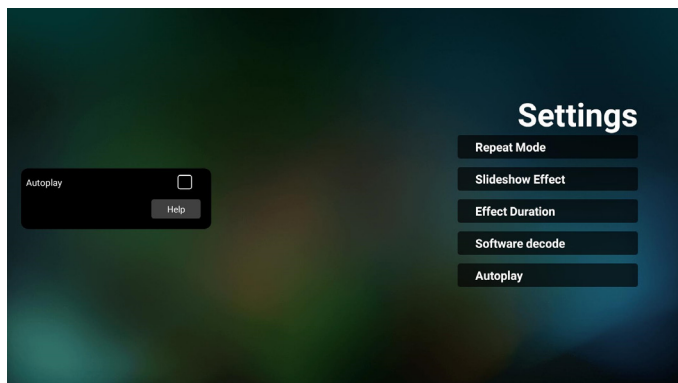 Settings
Repeat Mode
Slideshow Effect
Effect Duration
Software decode
Autoplay
Autoplay
Help